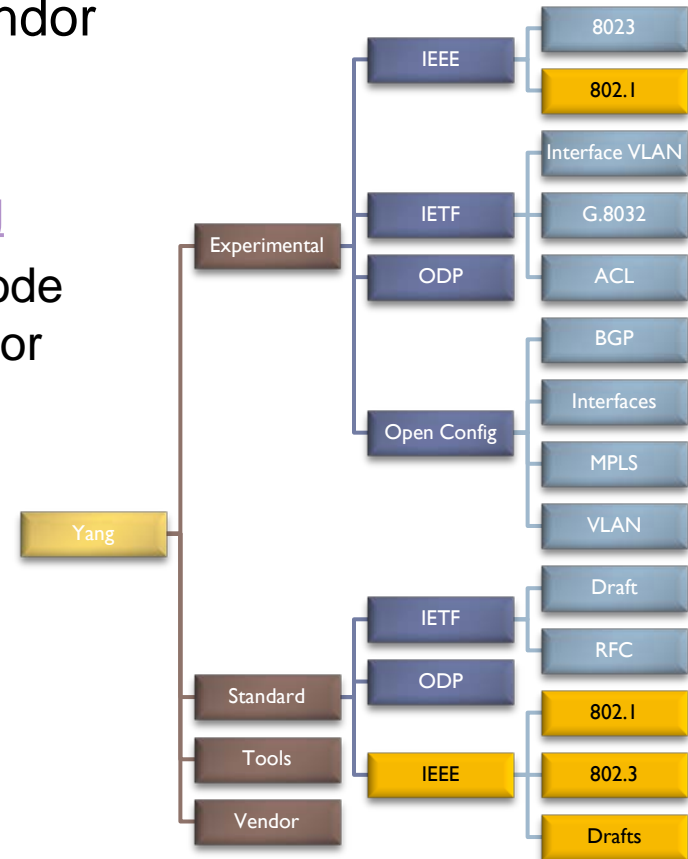 ndor
ode
or
Yang
Experimental
IEEE
8023
802.1
IETF
Interface VLAN
G.8032
ACL
ODP
Open Config
BGP
Interfaces
MPLS
VLAN
Standard
IETF
Draft
RFC
ODP
IEEE
802.1
802.3
Drafts
Tools
Vendor